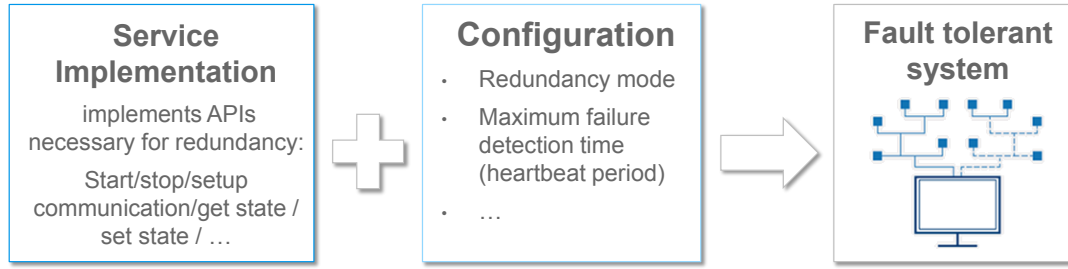 Service
Implementation
implements APIs
necessary for redundancy:
Start/stop/setup
communication/get state /
set state / …
Configuration
• Redundancy mode
• Maximum failure
detection time
(heartbeat period)
• …
Fault tolerant
system